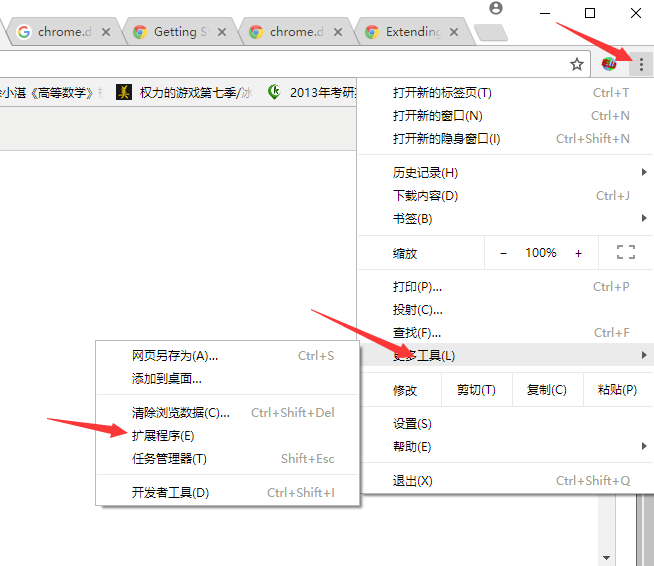 chrome.d
Getting S
chrome.d
Extending
小湛《高等数学》
权力的游戏第七季/冰
2013年考研
打开新的标签页(T) Ctrl+T
打开新的窗口(N) Ctrl+N
打开新的隐身窗口(I) Ctrl+Shift+N
历史记录(H)
下载内容(D) Ctrl+J
书签(B)
缩放 - 100% +
打印(P)... Ctrl+P
投射(C)...
查找(F)... Ctrl+F
更多工具(L)
修改 剪切(T) 复制(C) 粘贴(P)
设置(S)
帮助(E)
退出(X) Ctrl+Shift+Q
网页另存为(A)... Ctrl+S
添加到桌面...
清除浏览数据(C)... Ctrl+Shift+Del
扩展程序(E)
任务管理器(T) Shift+Esc
开发者工具(D) Ctrl+Shift+I